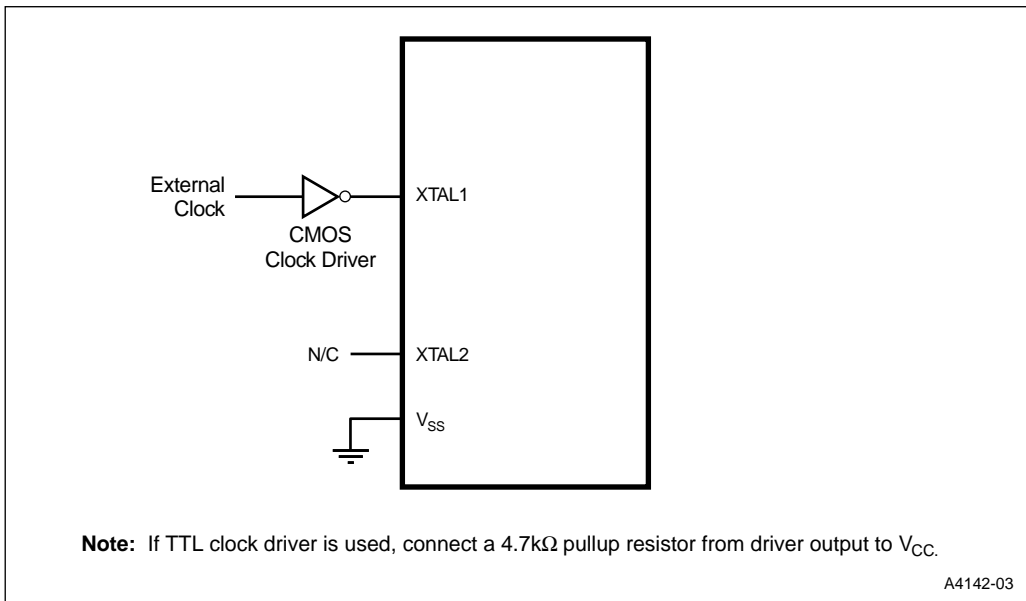 External
Clock
CMOS
Clock Driver
XTAL1
N/C
XTAL2
VSS
Note: If TTL clock driver is used, connect a 4.7kΩ pullup resistor from driver output to VCC.
A4142-03